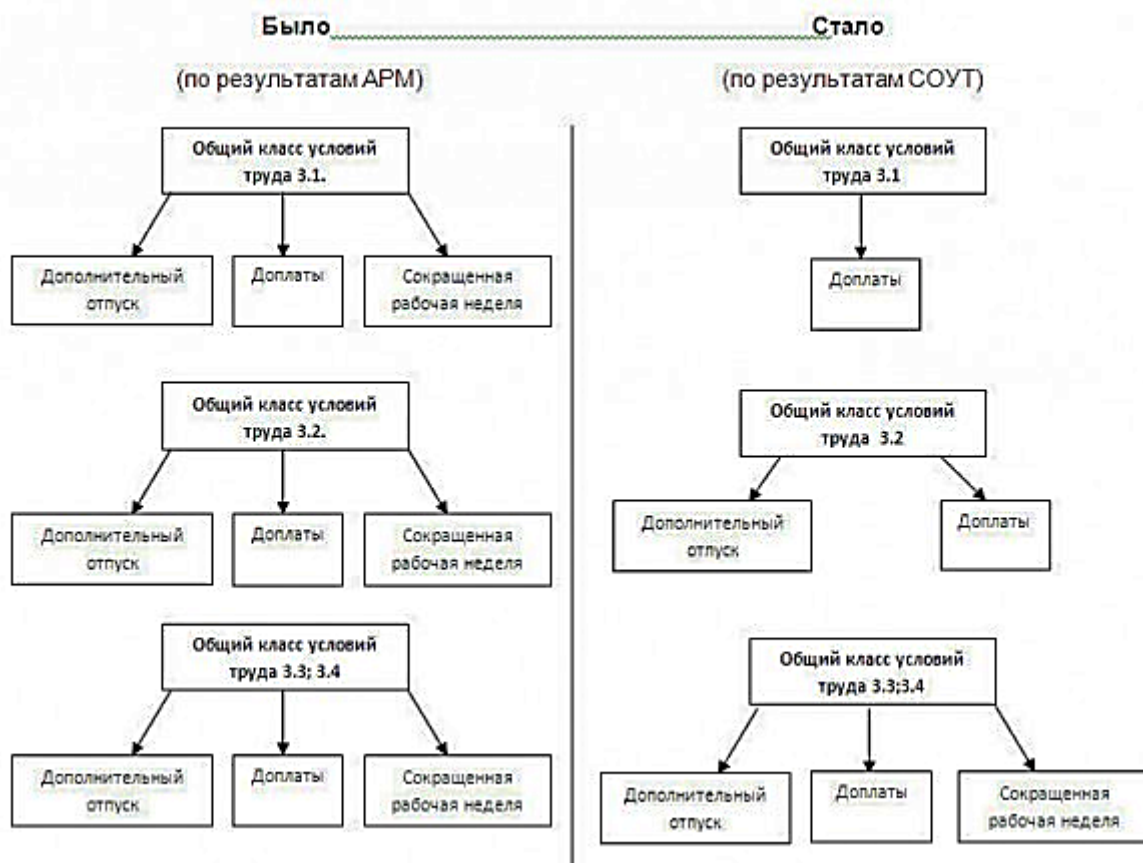 Было Стало
(по результатам АРМ)
(по результатам СОУТ)
Общий класс условий
труда 3.1.
Дополнительный
отпуск
Доплаты
Сокращенная
рабочая неделя
Общий класс условий
труда 3.1
Доплаты
Общий класс условий
труда 3.2.
Дополнительный
отпуск
Доплаты
Сокращенная
рабочая неделя
Общий класс условий
труда 3.2
Дополнительный
отпуск
Доплаты
Общий класс условий
труда 3.3; 3.4
Дополнительный
отпуск
Доплаты
Сокращенная
рабочая неделя
Общий класс условий
труда 3.3;3.4
Дополнительный
отпуск
Доплаты
Сокращенная
рабочая неделя